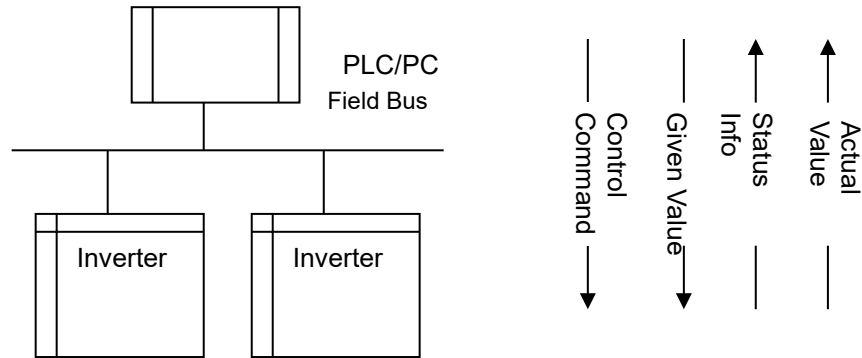 PLC/PC
Field Bus
Inverter
Inverter
Control
Command
Given Value
Status
Info
Actual
Value